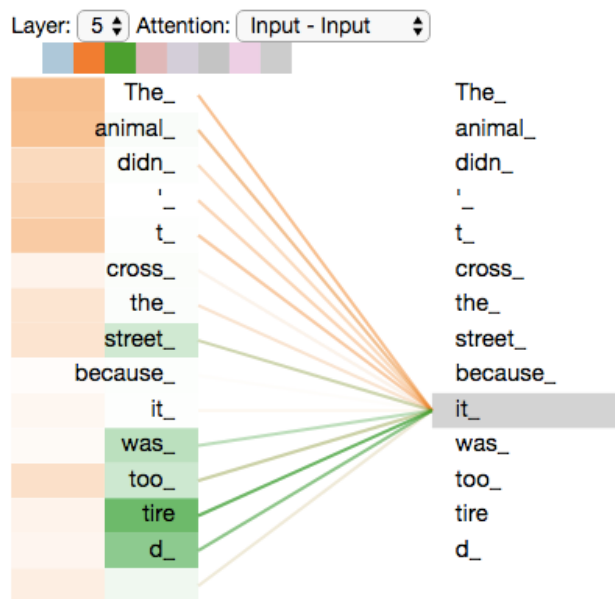 Layer: 5 Attention: Input - Input
The_ The_
animal_ animal_
didn_ didn_
'_ '_
t_ t_
cross_ cross_
the_ the_
street_ street_
because_ because_
it_ it_
was_ was_
too_ too_
tire tire
d_ d_